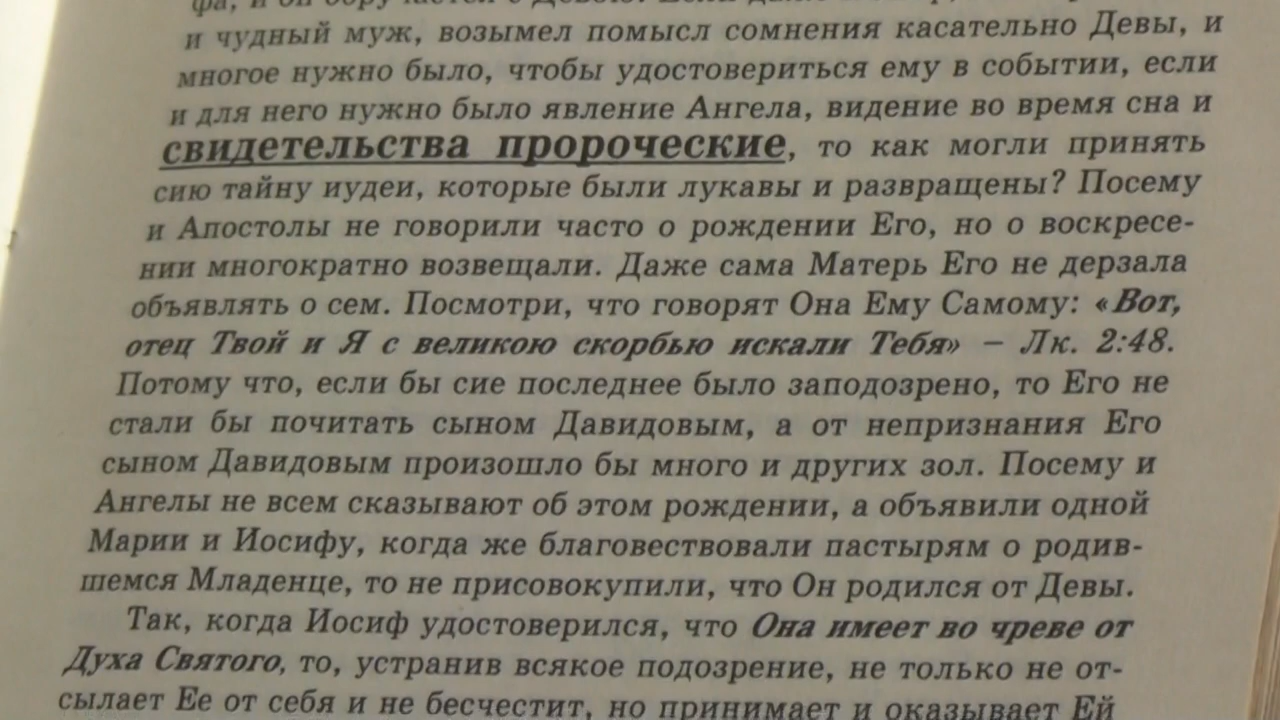 и чудный муж, возымел помысл сомнения касательно Девы, и
многое нужно было, чтобы удостовериться ему в событии, если
и для него нужно было явление Ангела, видение во время сна и
свидетельства пророческие, то как могли принять
сию тайну иудеи, которые были лукавы и развращены? Посему
и Апостолы не говорили часто о рождении Его, но о воскресе-
нии многократно возвещали. Даже сама Матерь Его не дерзала
объявлять о сем. Посмотри, что говорят Она Ему Самому: «Вот,
отец Твой и Я с великою скорбью искали Тебя» – Лк. 2:48.
Потому что, если бы сие последнее было заподозрено, то Его не
стали бы почитать сыном Давидовым, а от непризнания Его
сыном Давидовым произошло бы много и других зол. Посему и
Ангелы не всем сказывают об этом рождении, а объявили одной
Марии и Иосифу, когда же благовествовали пастырям о родив-
шемся Младенце, то не присовокупили, что Он родился от Девы.
Так, когда Иосиф удостоверился, что Она имеет во чреве от
Духа Святого, то, устранив всякое подозрение, не только не от-
сылает Ее от себя и не бесчестит, но принимает и оказывает Ей